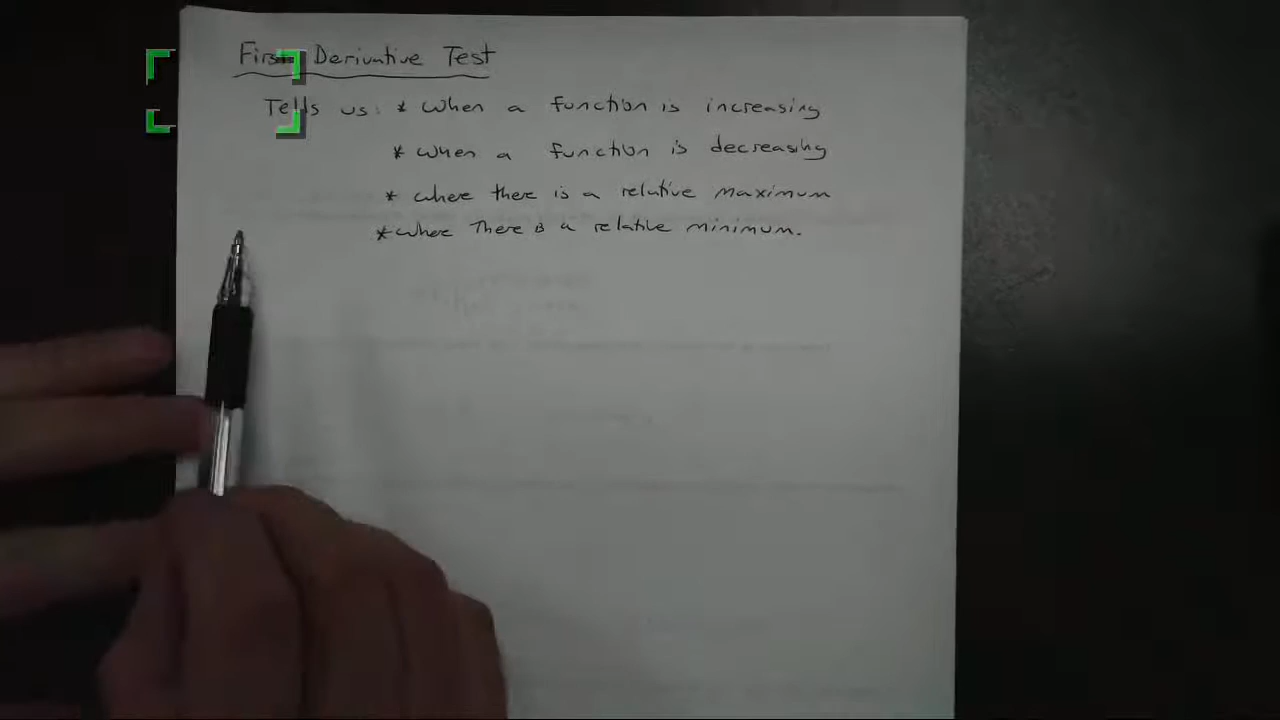 First Derivative Test
Tells us: * when a function is increasing
* when a function is decreasing
* where there is a relative maximum
* where there is a relative minimum.